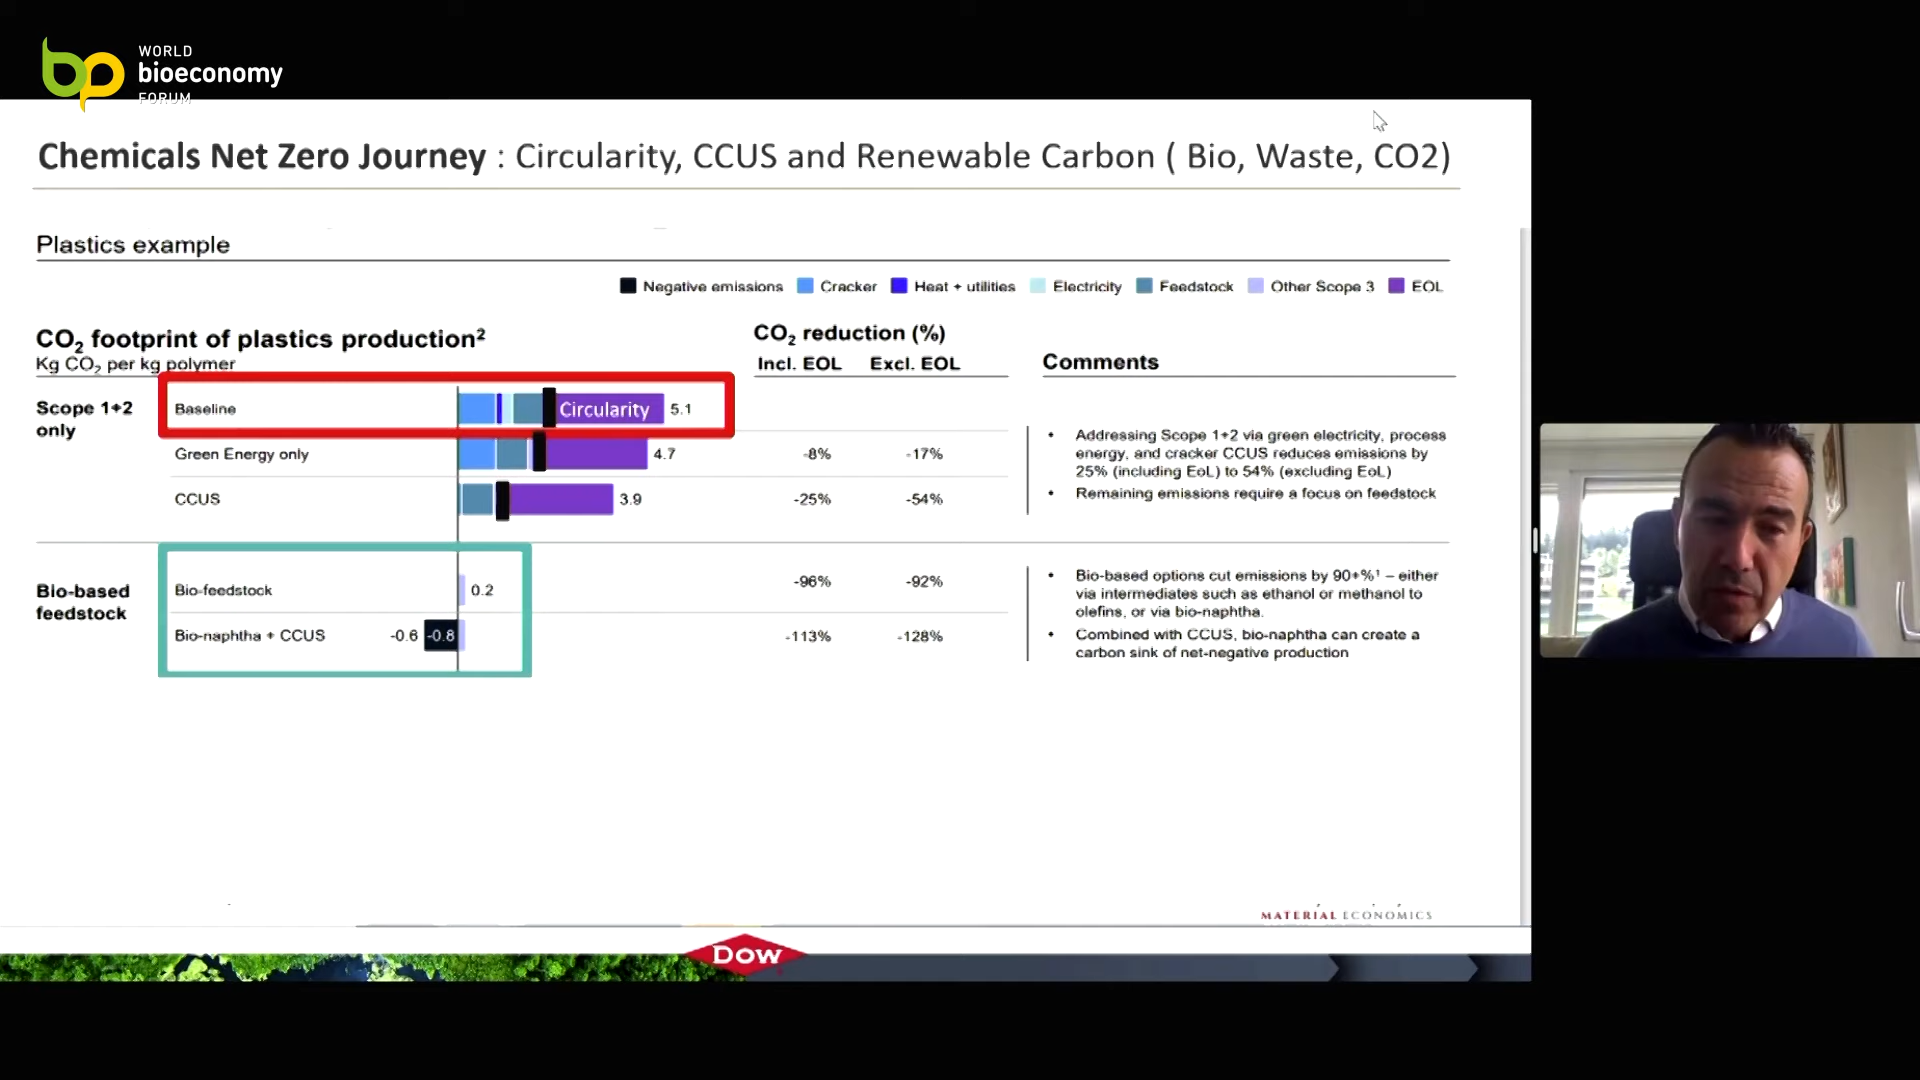 WORLD
bioeconomy
FORUM
Chemicals Net Zero Journey : Circularity, CCUS and Renewable Carbon ( Bio, Waste, CO2)
Plastics example
Negative emissions Cracker Heat + utilities Electricity Feedstock Other Scope 3 EOL
CO₂ footprint of plastics production²
Kg CO₂ per kg polymer
CO₂ reduction (%)
Incl. EOL Excl. EOL
Comments
Scope 1+2
only
Baseline Circularity 5.1
Green Energy only 4.7 -8% -17%
CCUS 3.9 -25% -54%
• Addressing Scope 1+2 via green electricity, process
energy, and cracker CCUS reduces emissions by
25% (including EoL) to 54% (excluding EoL)
• Remaining emissions require a focus on feedstock
Bio-based
feedstock
Bio-feedstock 0.2 -96% -92%
Bio-naphtha + CCUS -0.6 -0.8 -113% -128%
• Bio-based options cut emissions by 90+%¹ – either
via intermediates such as ethanol or methanol to
olefins, or via bio-naphtha.
• Combined with CCUS, bio-naphtha can create a
carbon sink of net-negative production
MATERIAL ECONOMICS
DOW